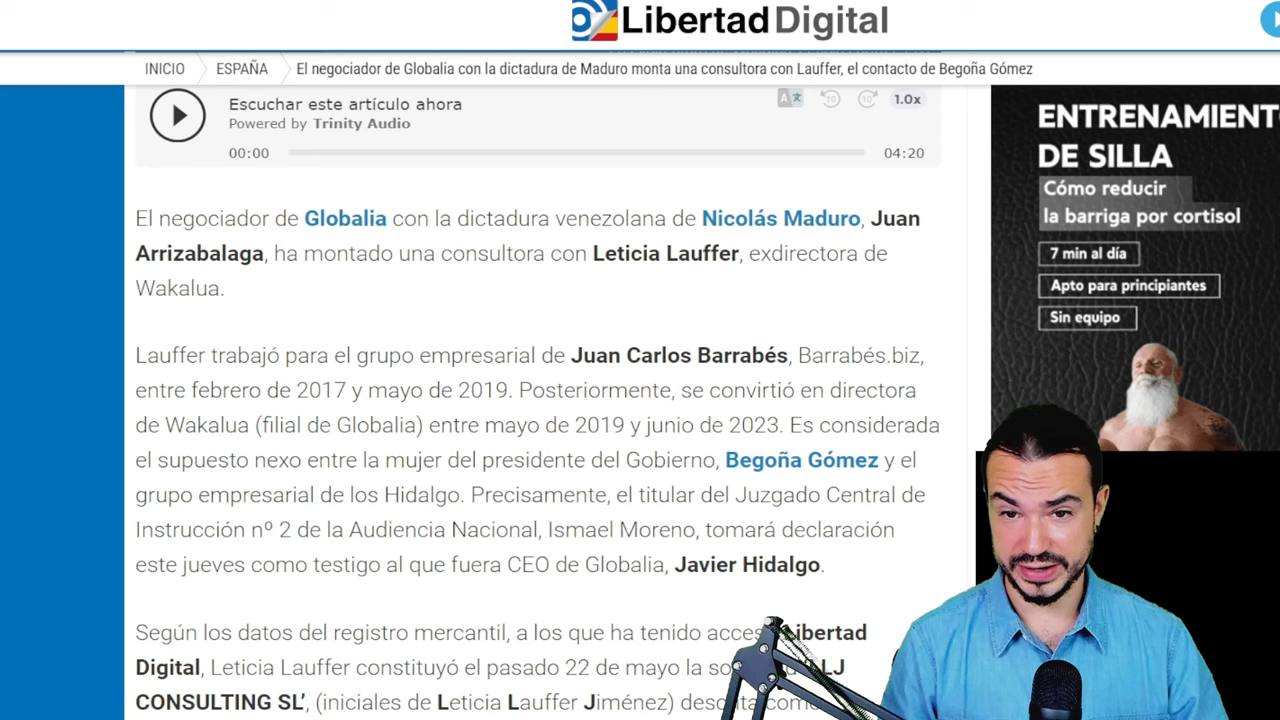 Libertad Digital
INICIO
ESPAÑA
El negociador de Globalia con la dictadura de Maduro monta una consultora con Lauffer, el contacto de Begoña Gómez
Escuchar este artículo ahora
Powered by Trinity Audio
10
10
1.0x
00:00
04:20
El negociador de Globalia con la dictadura venezolana de Nicolás Maduro, Juan
Arrizabalaga, ha montado una consultora con Leticia Lauffer, exdirectora de
Wakalua.
Lauffer trabajó para el grupo empresarial de Juan Carlos Barrabés, Barrabés.biz,
entre febrero de 2017 y mayo de 2019. Posteriormente, se convirtió en directora
de Wakalua (filial de Globalia) entre mayo de 2019 y junio de 2023. Es considerada
el supuesto nexo entre la mujer del presidente del Gobierno, Begoña Gómez y el
grupo empresarial de los Hidalgo. Precisamente, el titular del Juzgado Central de
Instrucción nº 2 de la Audiencia Nacional, Ismael Moreno, tomará declaración
este jueves como testigo al que fuera CEO de Globalia, Javier Hidalgo.
Según los datos del registro mercantil, a los que ha tenido Libertad
Digital, Leticia Lauffer constituyó el pasado 22 de mayo la
CONSULTING SL', (iniciales de Leticia Lauffer Jiménez)
ENTRENAMIENTO
DE SILLA
Cómo reducir
la barriga por cortisol
7 min al día
Apto para principiantes
Sin equipo